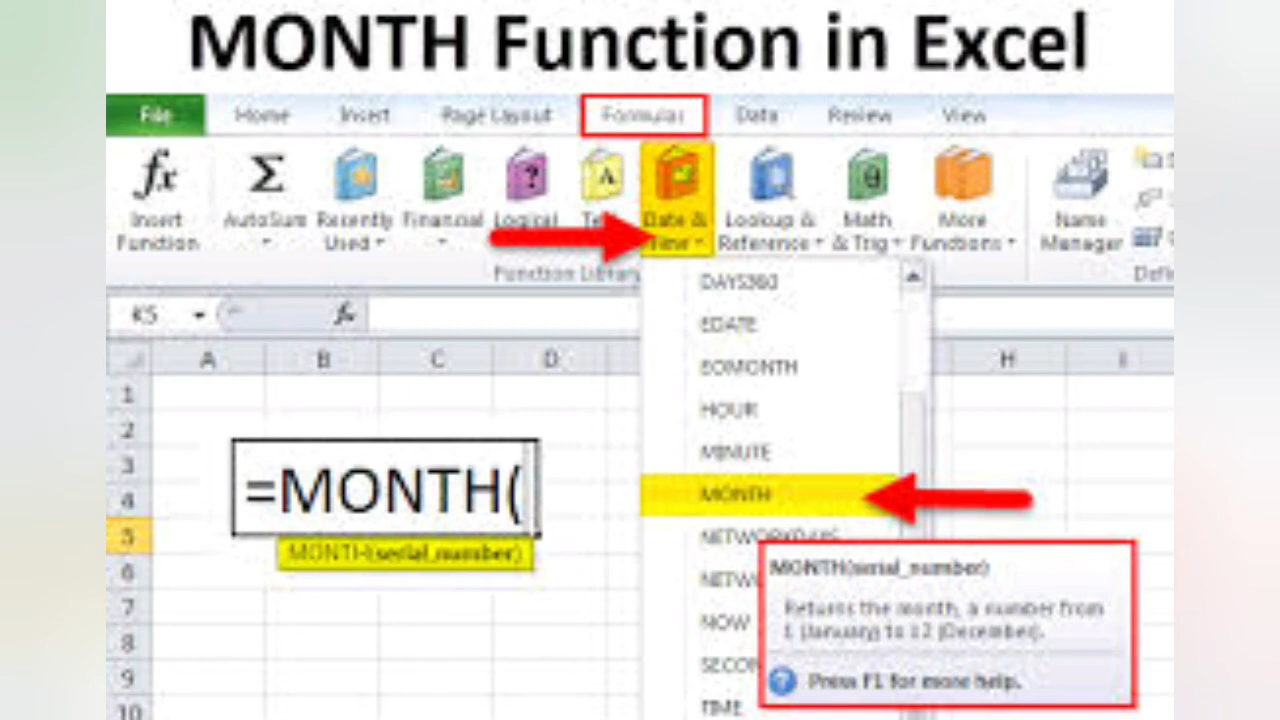 MONTH Function in Excel
File Home Insert Page Layout Formulas Data Review View
fx Σ ? A θ
Insert Function
AutoSum
Recently Used
Financial
Logical
Date & Time
Lookup & Reference
Math & Trig
More Functions
Name Manager
Function Library
K5 fx
A B C D H I
1
2
3
4
5
6
7
8
9
10
=MONTH(
MONTH(serial_number)
DAYS360
EDATE
EOMONTH
HOUR
MINUTE
MONTH
NETWORKDAYS
NOW
TIME
MONTH(serial_number)
Returns the month, a number from
1 (January) to 12 (December).
Press F1 for more help.